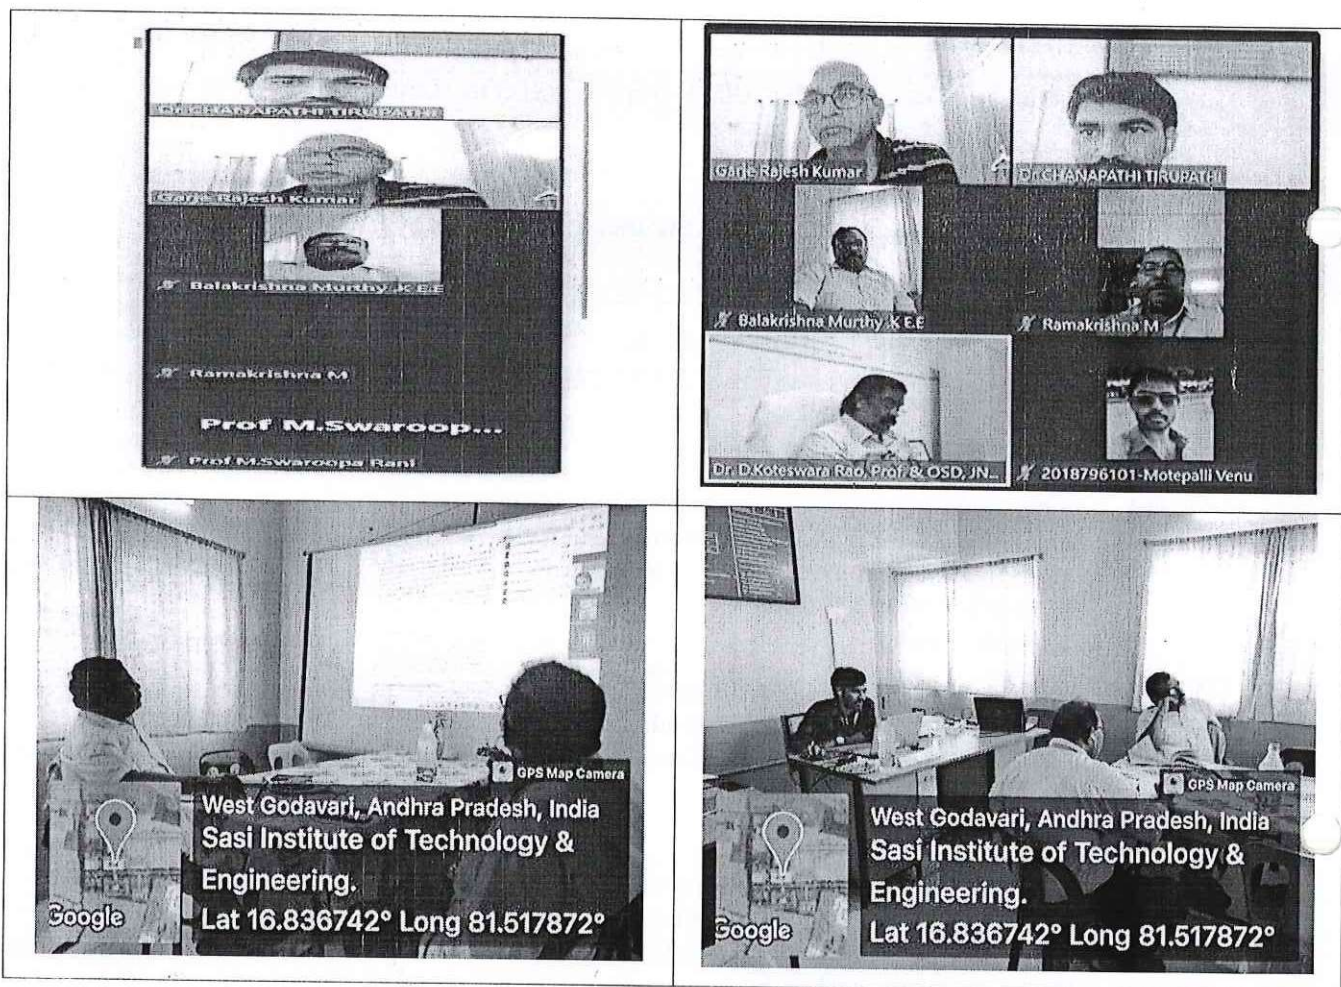 Dr CHANAPATHI TIRUPATHI
Garje Rajesh Kumar
Balakrishna Murthy .K E.E
Ramakrishna M
Prof M.Swaroop...
Prof M.Swaroopa Rani
Garje Rajesh Kumar
Dr CHANAPATHI TIRUPATHI
Balakrishna Murthy .K E.E
Ramakrishna M
Dr. D.Koteswara Rao, Prof. & OSD, JN...
2018796101-Motepalli Venu
GPS Map Camera
West Godavari, Andhra Pradesh, India
Sasi Institute of Technology &
Engineering.
Lat 16.836742° Long 81.517872°
Google
GPS Map Camera
West Godavari, Andhra Pradesh, India
Sasi Institute of Technology &
Engineering.
Lat 16.836742° Long 81.517872°
Google